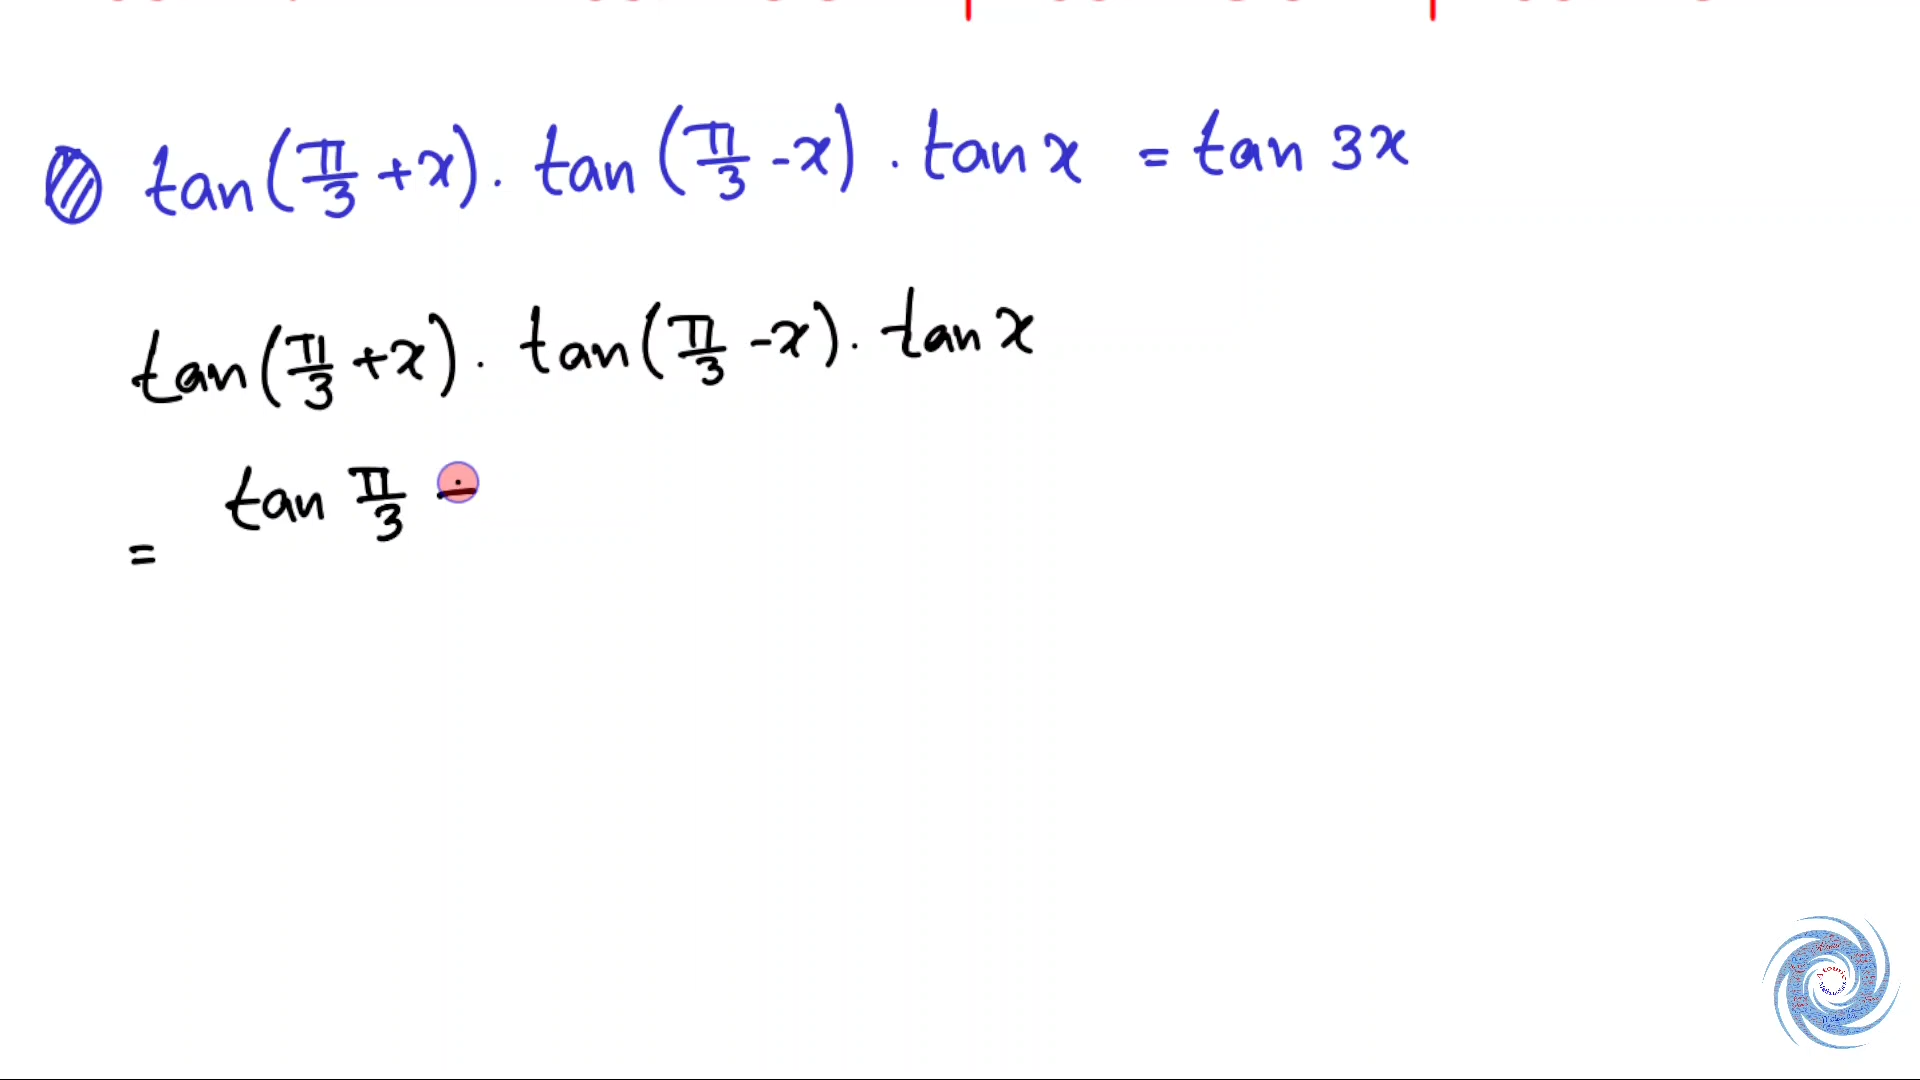 tan(π/3 + x) . tan(π/3 - x) . tan x = tan 3x
tan(π/3 + x) . tan(π/3 - x) . tan x
= tan π/3 -